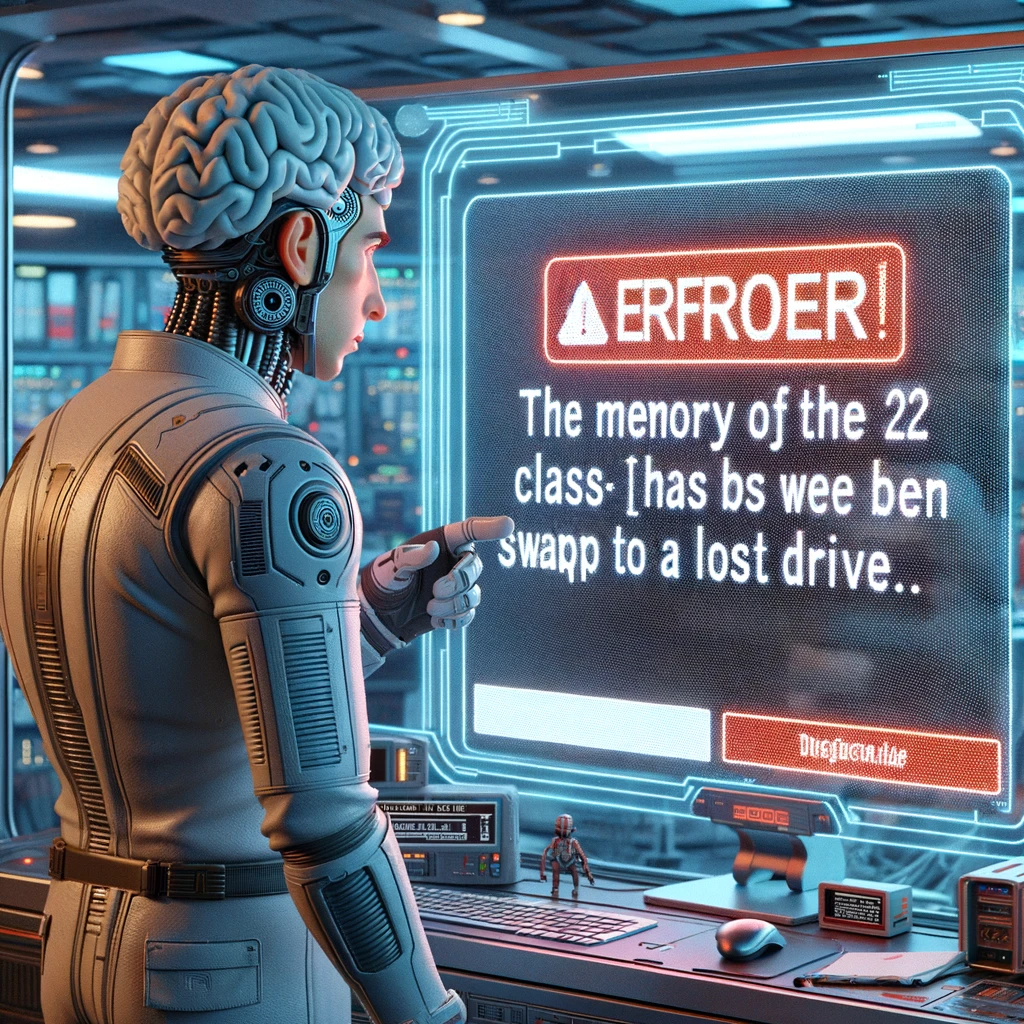 ERFROER!
The menory of the 22
class- [has bs wee ben
swapp to a lost drive..